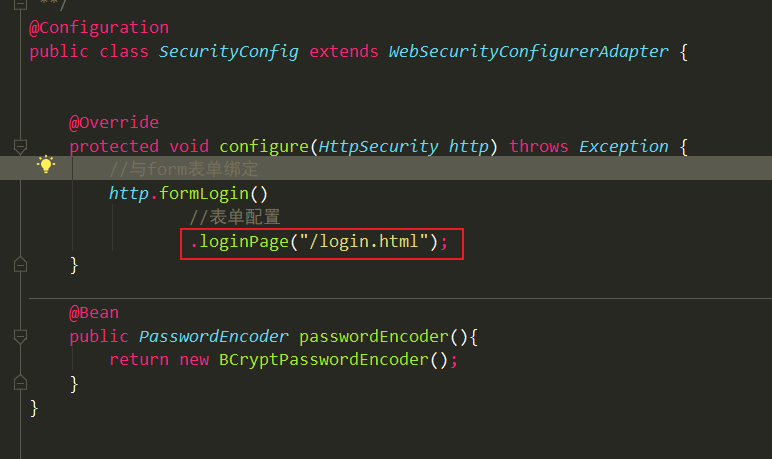 **/
@Configuration
public class SecurityConfig extends WebSecurityConfigurerAdapter {
@Override
protected void configure(HttpSecurity http) throws Exception {
//与form表单绑定
http.formLogin()
//表单配置
.loginPage("/login.html");
}
@Bean
public PasswordEncoder passwordEncoder(){
return new BCryptPasswordEncoder();
}
}